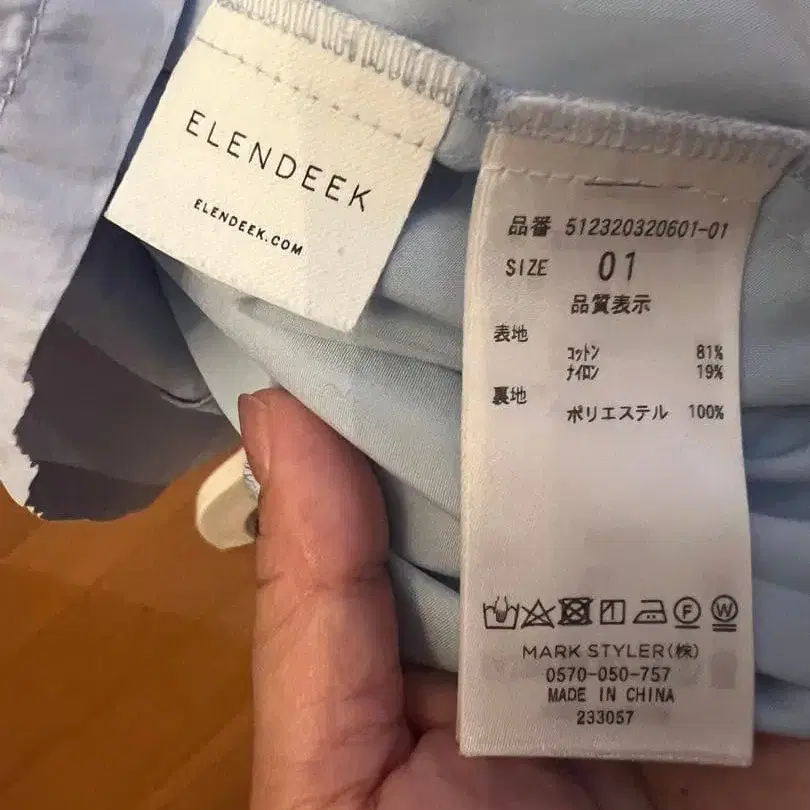 ELENDEEK
ELENDEEK.COM
品番 512320320601-01
SIZE 01
品質表示
表地
コットン 81%
ナイロン 19%
裏地
ポリエステル 100%
F W
MARK STYLER(株)
0570-050-757
MADE IN CHINA
233057